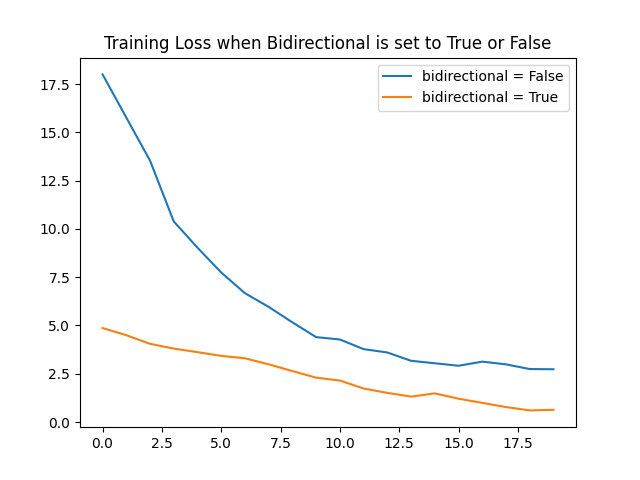 Training Loss when Bidirectional is set to True or False
bidirectional = False
bidirectional = True
17.5
15.0
12.5
10.0
7.5
5.0
2.5
0.0
0.0 2.5 5.0 7.5 10.0 12.5 15.0 17.5